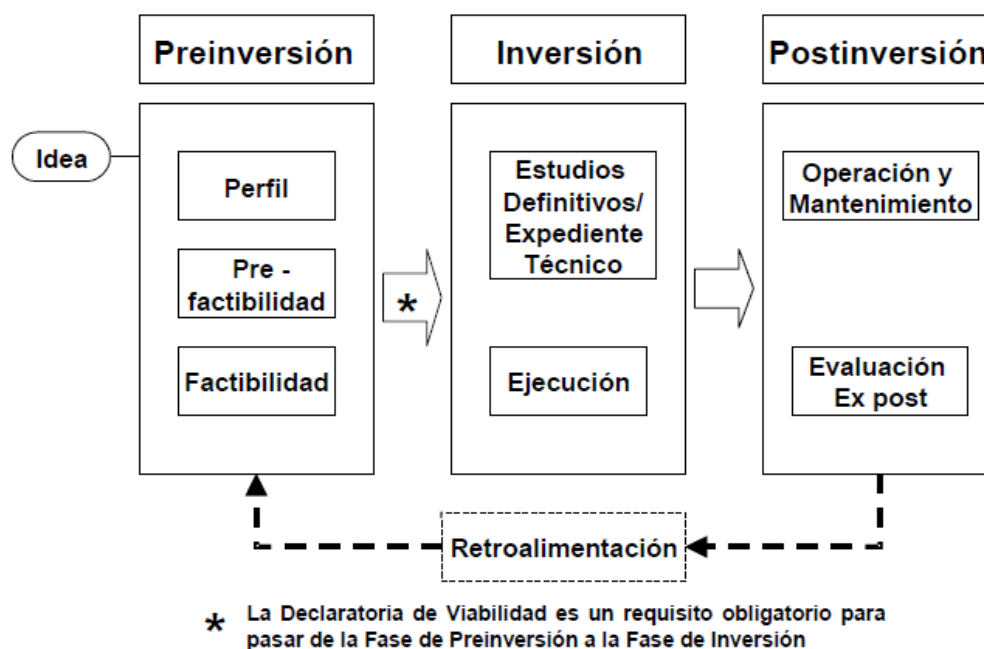 Preinversión
Inversión
Postinversión
Idea
Perfil
Pre -
factibilidad
Factibilidad
*
Estudios
Definitivos/
Expediente
Técnico
Ejecución
Operación y
Mantenimiento
Evaluación
Ex post
Retroalimentación
* La Declaratoria de Viabilidad es un requisito obligatorio para
pasar de la Fase de Preinversión a la Fase de Inversión